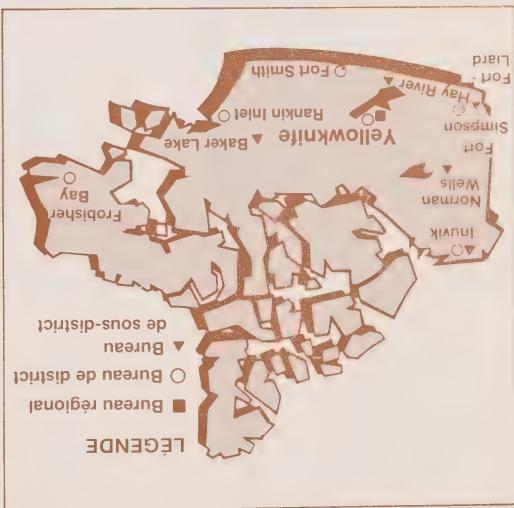 LÉGENDE
Bureau régional
Bureau de district
Bureau
de sous-district
Inuvik
Frobisher
Bay
Norman
Wells
Fort
Simpson
Baker Lake
Yellowknife
Rankin Inlet
Hay River
Fort Smith
Fort
Liard